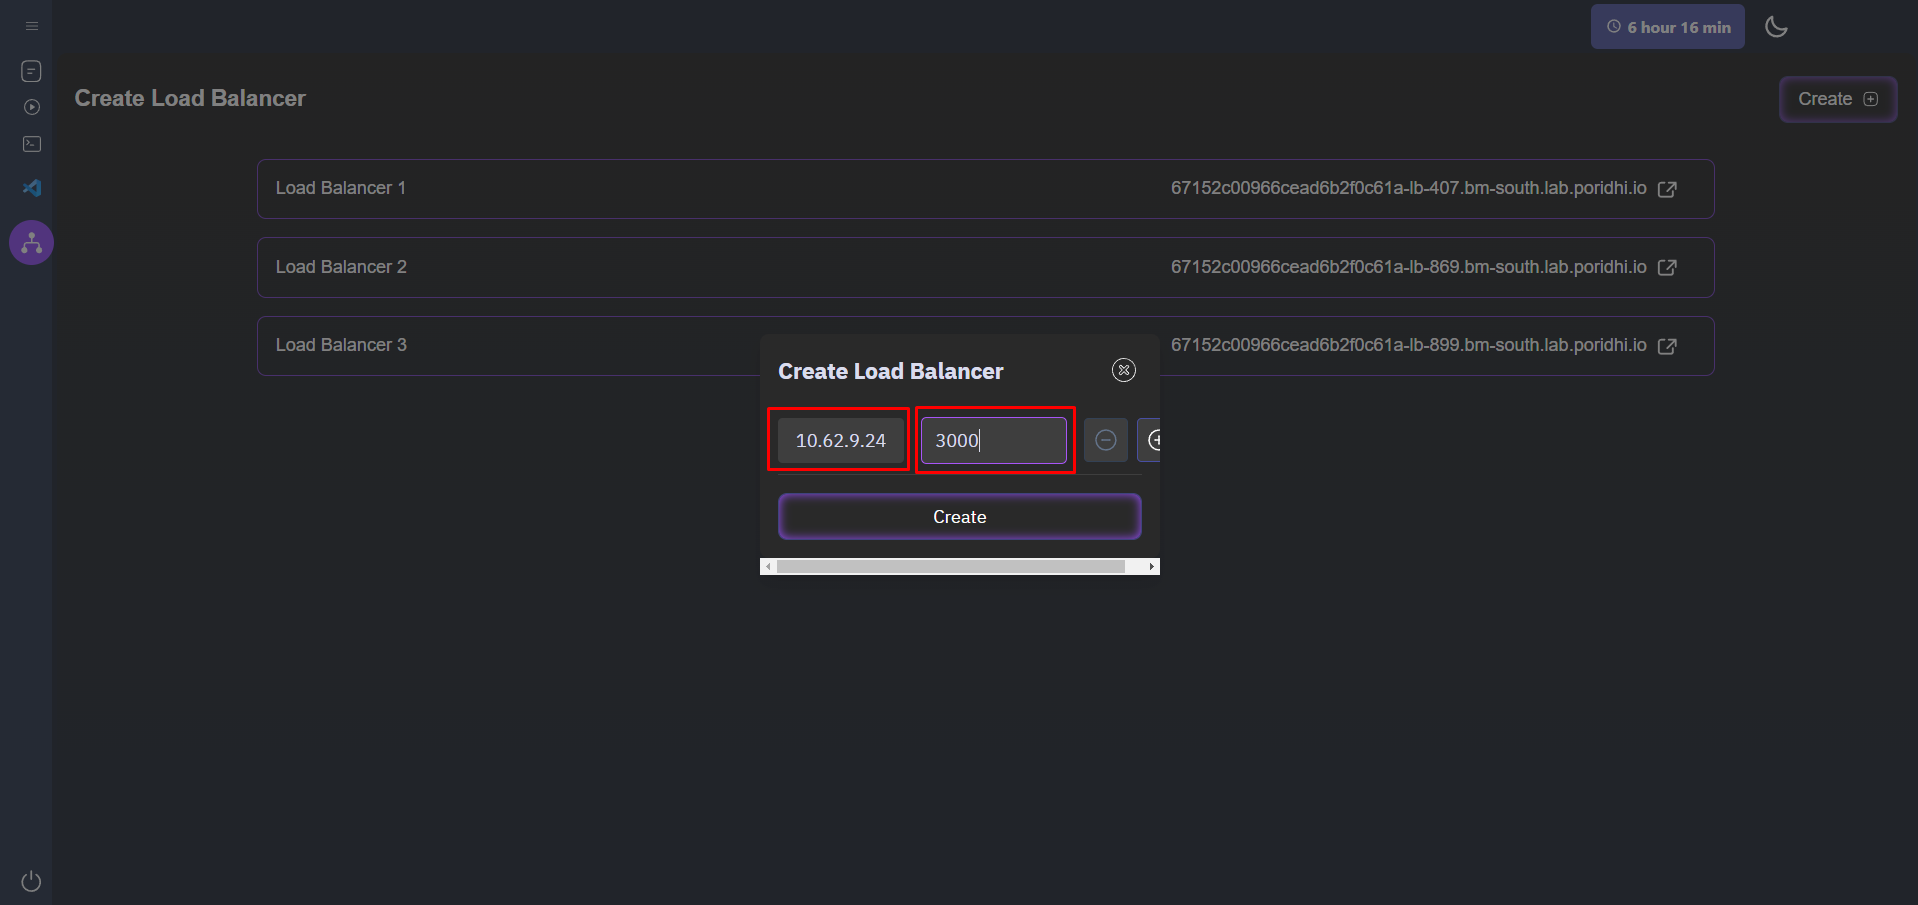 6 hour 16 min
Create Load Balancer
Create
Load Balancer 1 67152c00966cead6b2f0c61a-lb-407.bm-south.lab.poridhi.io
Load Balancer 2 67152c00966cead6b2f0c61a-lb-869.bm-south.lab.poridhi.io
Load Balancer 3 67152c00966cead6b2f0c61a-lb-899.bm-south.lab.poridhi.io
Create Load Balancer
10.62.9.24 3000
Create